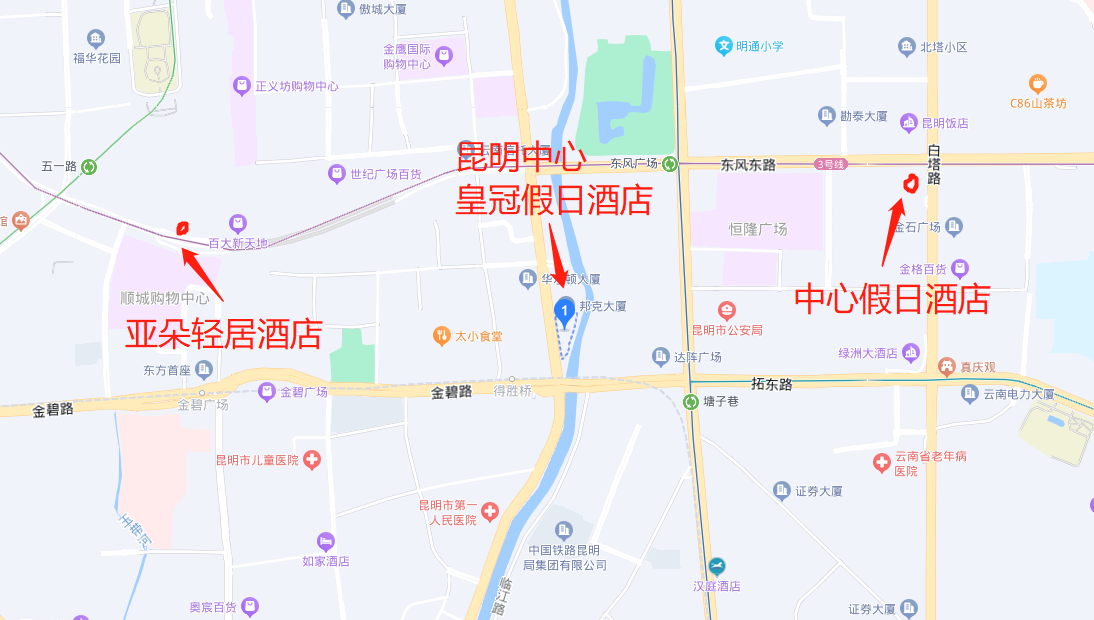 傲城大厦
福华花园
金鹰国际
购物中心
明通小学
北塔小区
正义坊购物中心
C86山茶坊
勘泰大厦
昆明饭店
昆明中心
皇冠假日酒店
五一路
世纪广场百货
东风广场
东风东路
3号线
白塔路
馆
百大新天地
恒隆广场
金石广场
金格百货
顺城购物中心
邦克大厦
1
中心假日酒店
昆明市公安局
亚朵轻居酒店
太小食堂
东方首座
达阵广场
绿洲大酒店
真庆观
金碧广场
金碧路
金碧广场
金碧路
得胜桥
拓东路
塘子巷
云南电力大厦
昆明市儿童医院
云南省老年病
医院
证券大厦
昆明市第一
人民医院
玉带河
中国铁路昆明
局集团有限公司
如家酒店
汉庭酒店
临江路
奥宸百货
证券大厦